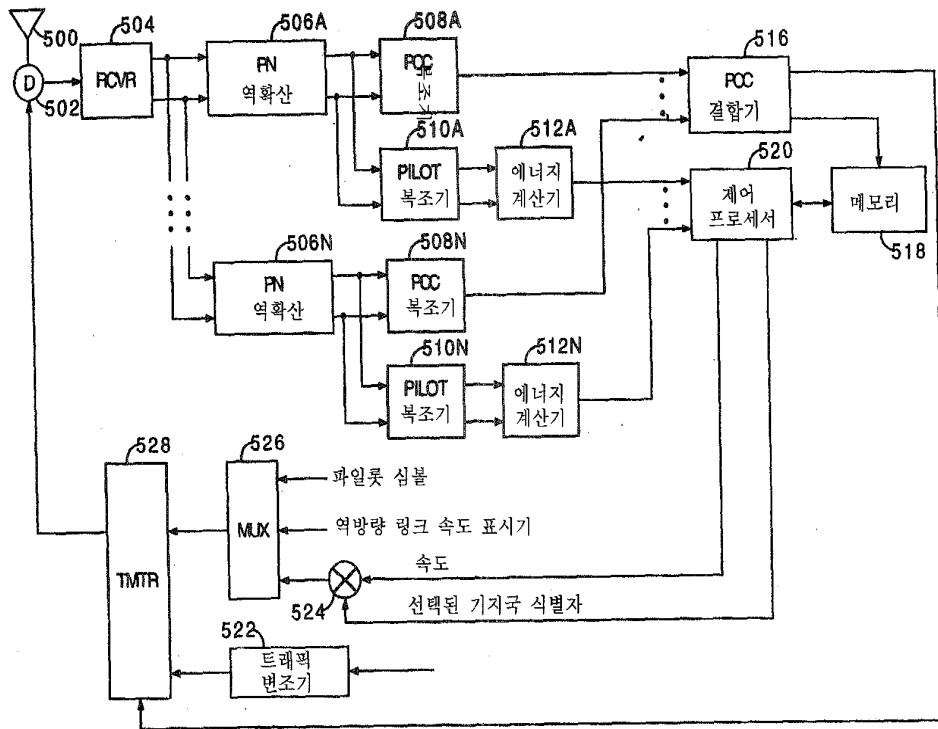 500
504
506A
508A
516
D
RCVR
PN
역확산
PCC
복조기
PCC
결합기
502
510A
512A
520
PILOT
복조기
에너지
계산기
제어
프로세서
메모리
518
506N
508N
PN
역확산
PCC
복조기
510N
512N
PILOT
복조기
에너지
계산기
528
526
파일롯 심볼
MUX
역방량 링크 속도 표시기
속도
TMTR
524
선택된 기지국 식별자
522
트래픽
변조기